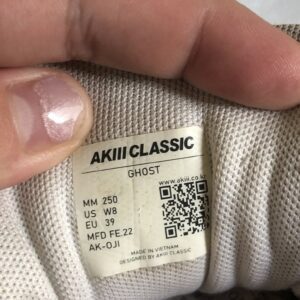 AKIII CLASSIC
GHOST
www.akiii.co.kr
MM 250
US W8
EU 39
MFD FE.22
AK-OJI
MADE IN VIETNAM
DESIGNED BY AKIII CLASSIC